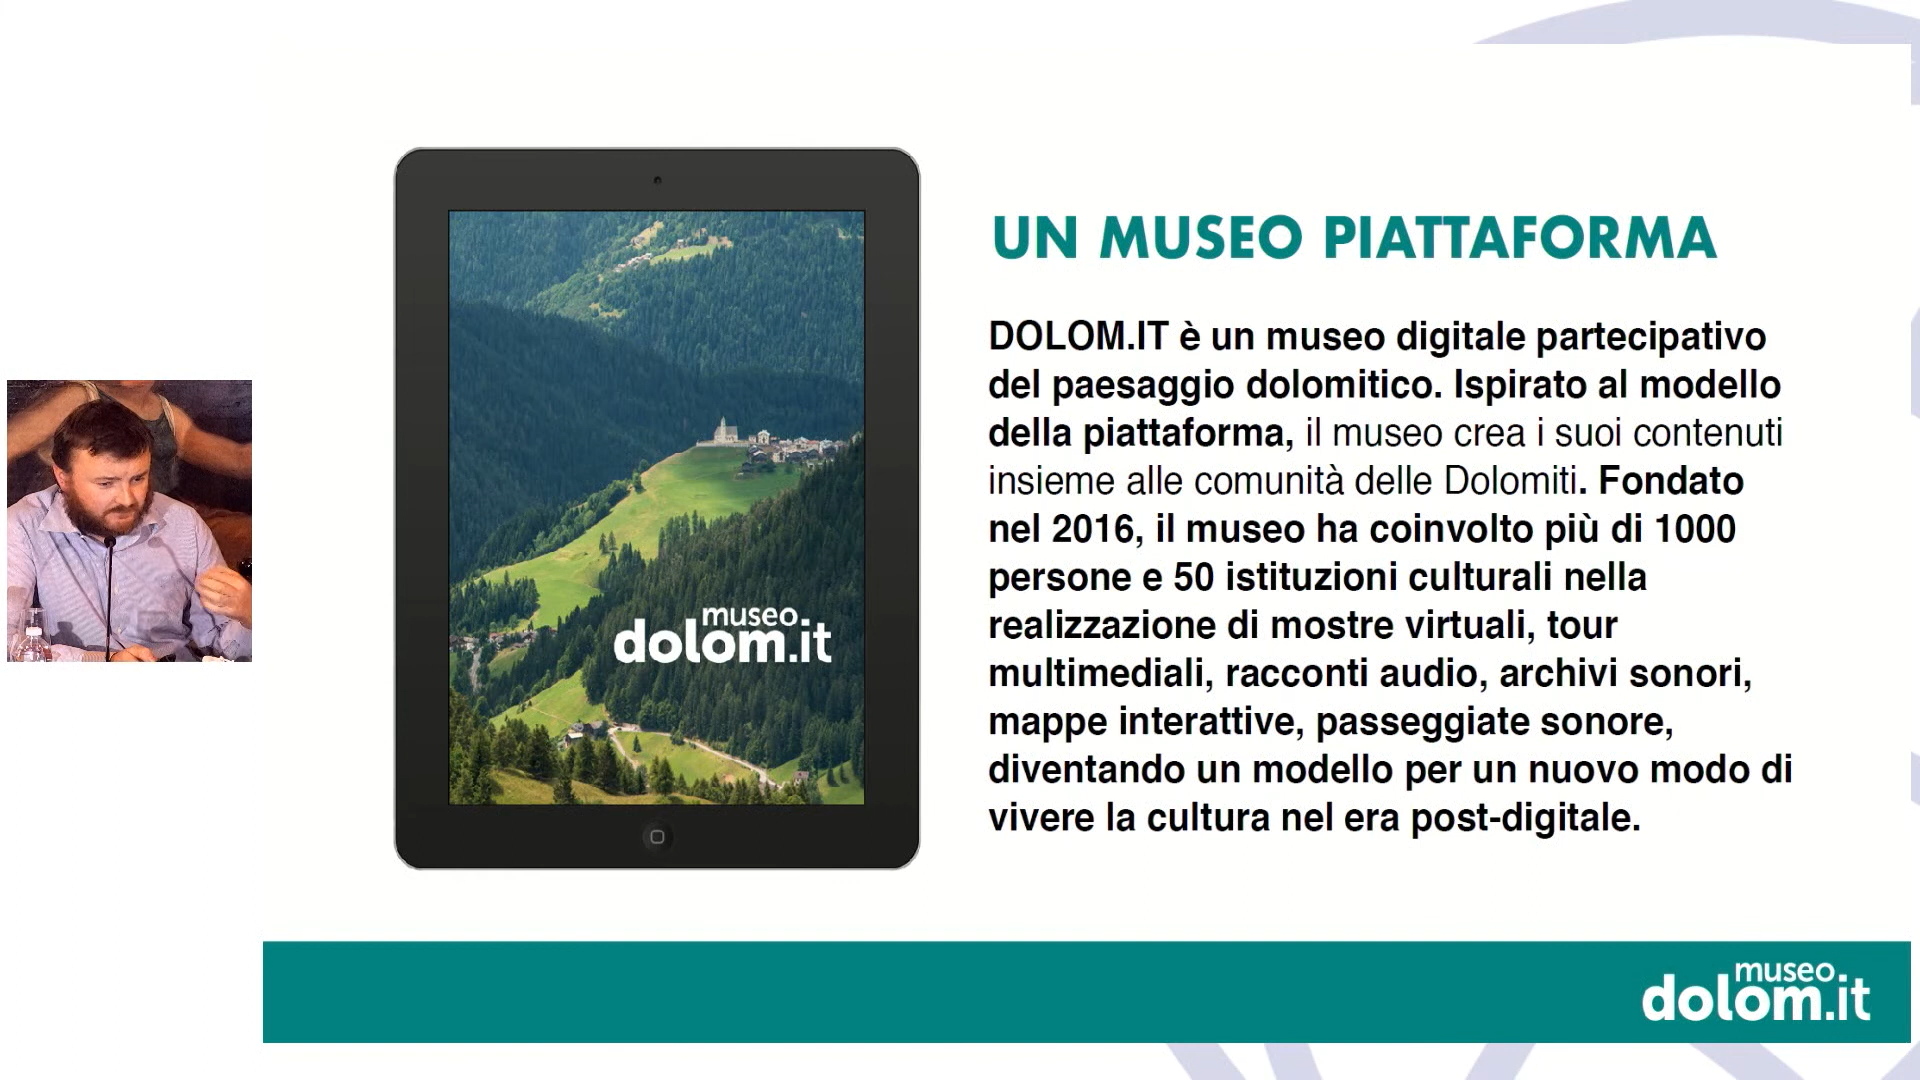 UN MUSEO PIATTAFORMA
DOLOM.IT è un museo digitale partecipativo
del paesaggio dolomitico. Ispirato al modello
della piattaforma, il museo crea i suoi contenuti
insieme alle comunità delle Dolomiti. Fondato
nel 2016, il museo ha coinvolto più di 1000
persone e 50 istituzioni culturali nella
realizzazione di mostre virtuali, tour
multimediali, racconti audio, archivi sonori,
mappe interattive, passeggiate sonore,
diventando un modello per un nuovo modo di
vivere la cultura nel era post-digitale.
museo
dolom.it
museo
dolom.it